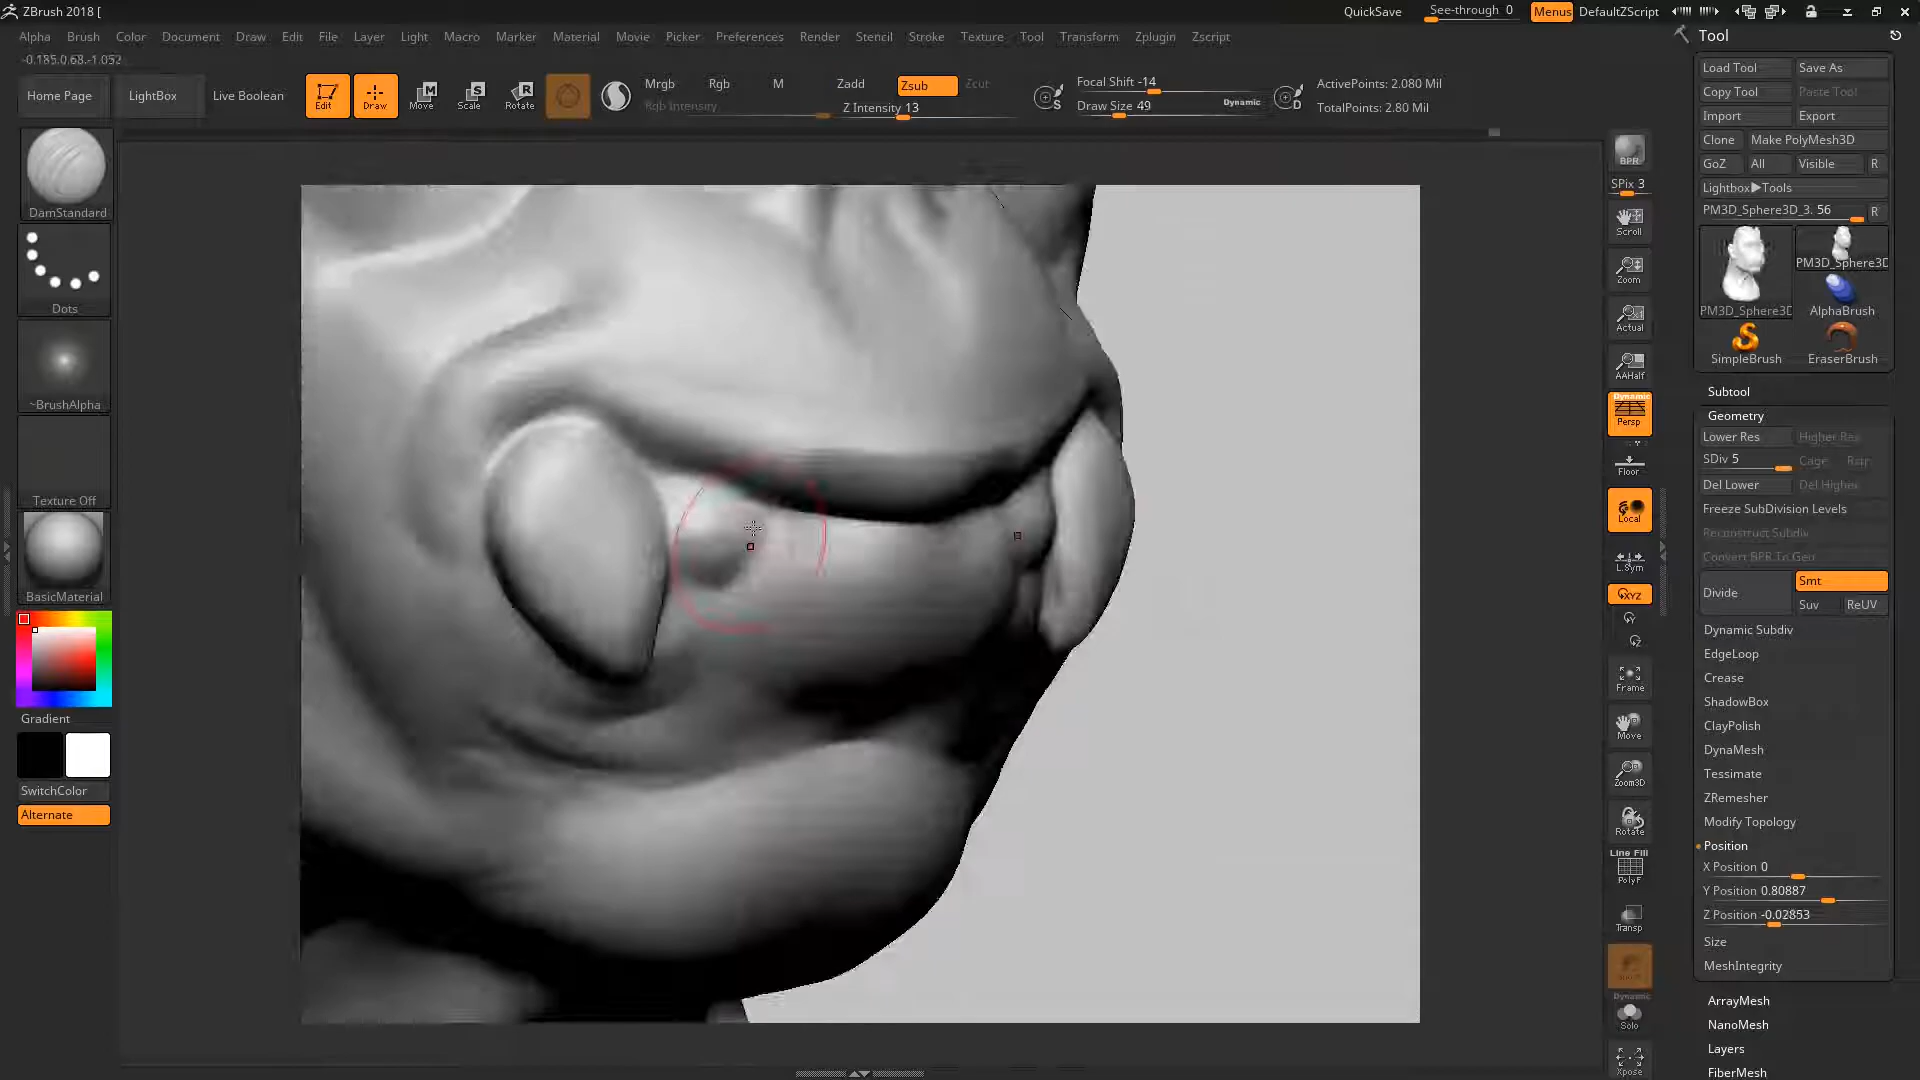 ZBrush 2018 [
QuickSave
See-through 0
Menus
DefaultZScript
Alpha Brush Color Document Draw Edit File Layer Light Macro Marker Material Movie Picker Preferences Render Stencil Stroke Texture Tool Transform Zplugin Zscript
-0.185,0.68,-1.052
Home Page
LightBox
Live Boolean
Edit
Draw
Move
Scale
Rotate
Mrgb Rgb M
Rgb Intensity
Zadd Zsub Zcut
Z Intensity 13
S
Focal Shift -14
Draw Size 49
Dynamic
D
ActivePoints: 2.080 Mil
TotalPoints: 2.80 Mil
DamStandard
Dots
~BrushAlpha
Texture Off
BasicMaterial
Gradient
SwitchColor
Alternate
BPR
SPix 3
Scroll
Zoom
Actual
AAHalf
Dynamic
Persp
Floor
Local
L.Sym
XYZ
Y
Z
Frame
Move
Zoom3D
Rotate
Line Fill
PolyF
Transp
Dynamic
Solo
Xpose
Tool
Load Tool Save As
Copy Tool Paste Tool
Import Export
Clone Make PolyMesh3D
GoZ All Visible R
Lightbox▶Tools
PM3D_Sphere3D_3. 56 R
PM3D_Sphere3D
PM3D_Sphere3D
AlphaBrush
SimpleBrush
EraserBrush
Subtool
Geometry
Lower Res Higher Res
SDiv 5 Cage Rstr
Del Lower Del Higher
Freeze SubDivision Levels
Reconstruct Subdiv
Convert BPR To Geo
Divide
Smt
Suv ReUV
Dynamic Subdiv
EdgeLoop
Crease
ShadowBox
ClayPolish
DynaMesh
Tessimate
ZRemesher
Modify Topology
Position
X Position 0
Y Position 0.80887
Z Position -0.02853
Size
MeshIntegrity
ArrayMesh
NanoMesh
Layers
FiberMesh